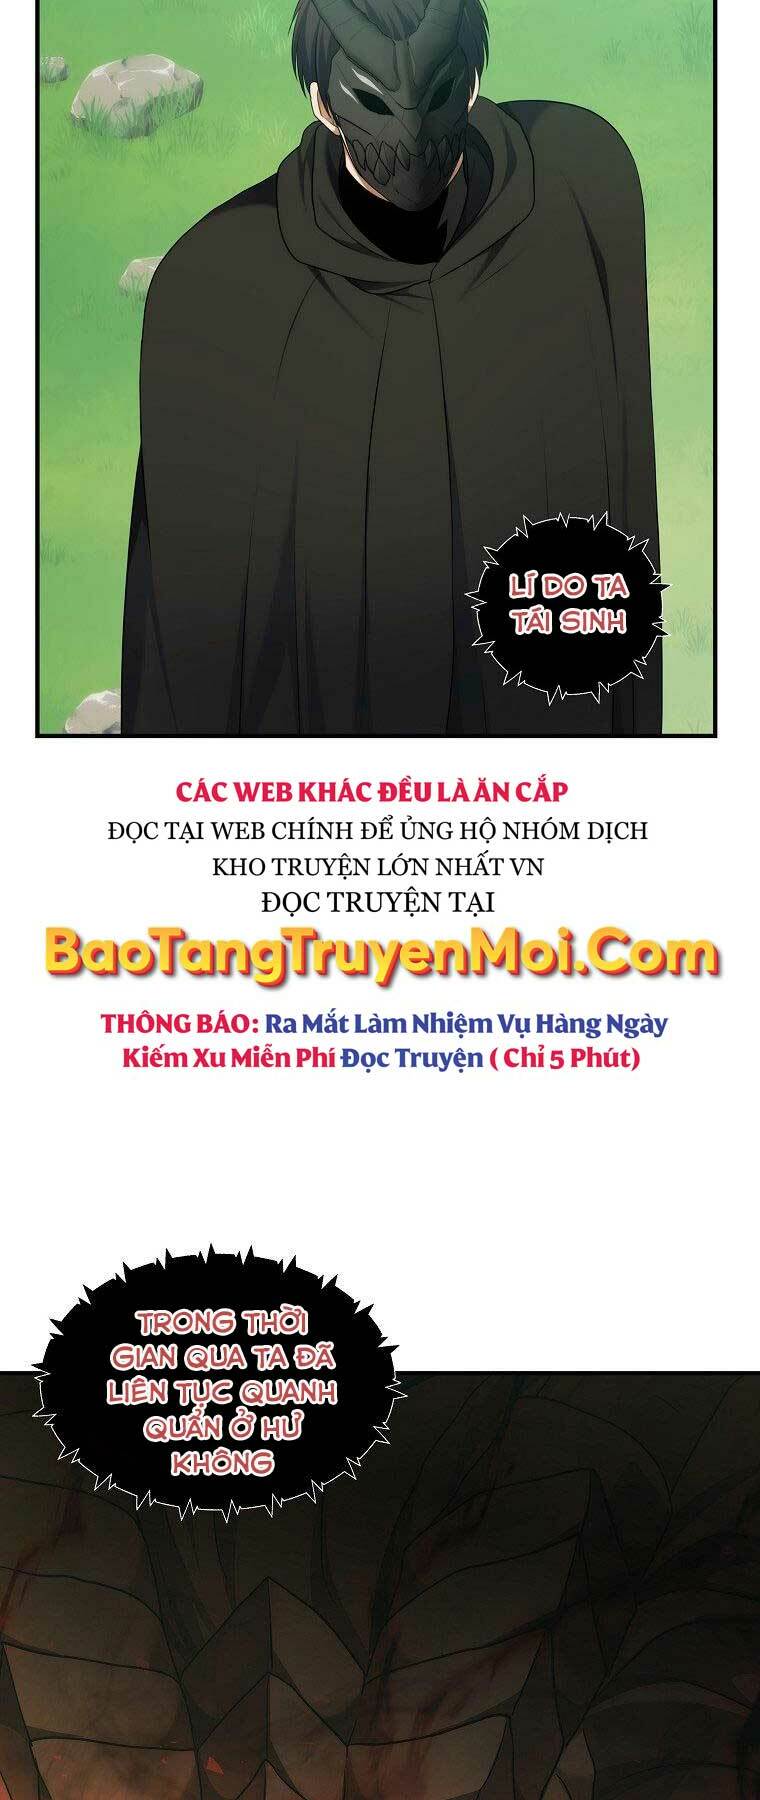 LÍ DO TA
TÁI SINH
CÁC WEB KHÁC ĐỀU LÀ ĂN CẮP
ĐỌC TẠI WEB CHÍNH ĐỂ ỦNG HỘ NHÓM DỊCH
KHO TRUYỆN LỚN NHẤT VN
ĐỌC TRUYỆN TẠI
BaoTangTruyenMoi.Com
THÔNG BÁO: Ra Mắt Làm Nhiệm Vụ Hàng Ngày
Kiếm Xu Miễn Phí Đọc Truyện ( Chỉ 5 Phút)
TRONG THỜI
GIAN QUA TA ĐÃ
LIÊN TỤC QUANH
QUẨN Ở HƯ
KHÔNG